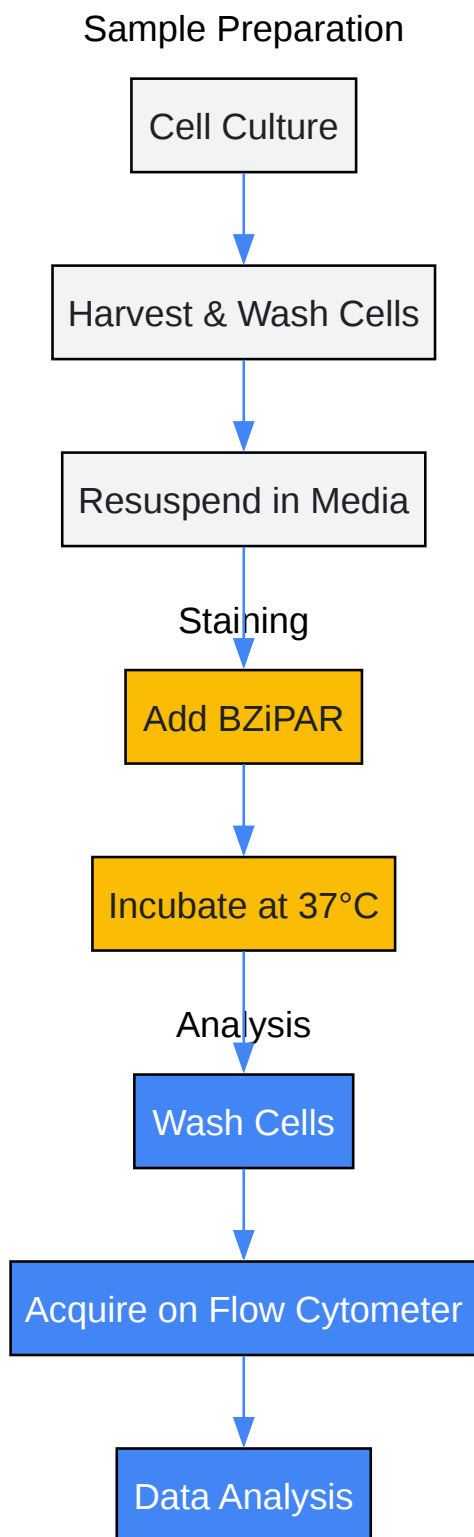 Sample Preparation
Cell Culture
Harvest & Wash Cells
Resuspend in Media
Staining
Add BZiPAR
Incubate at 37°C
Analysis
Wash Cells
Acquire on Flow Cytometer
Data Analysis